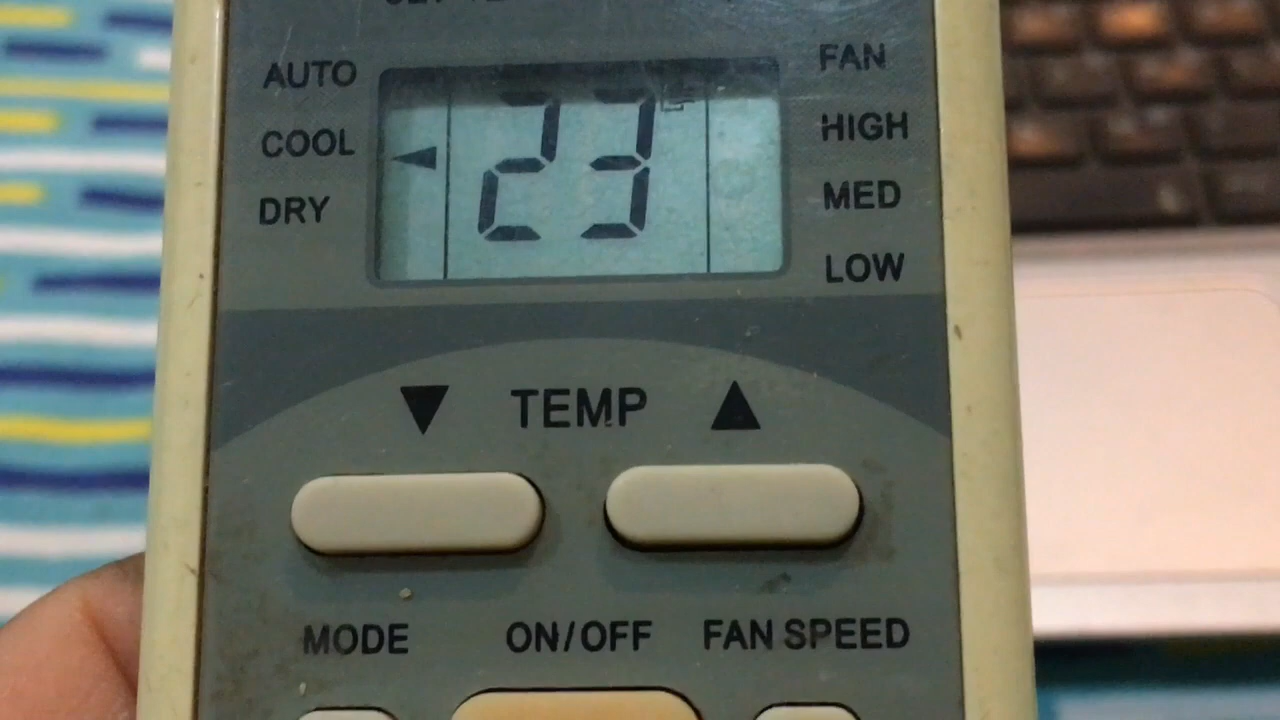 AUTO
COOL
DRY
23
FAN
HIGH
MED
LOW
▼ TEMP ▲
MODE ON/OFF FAN SPEED